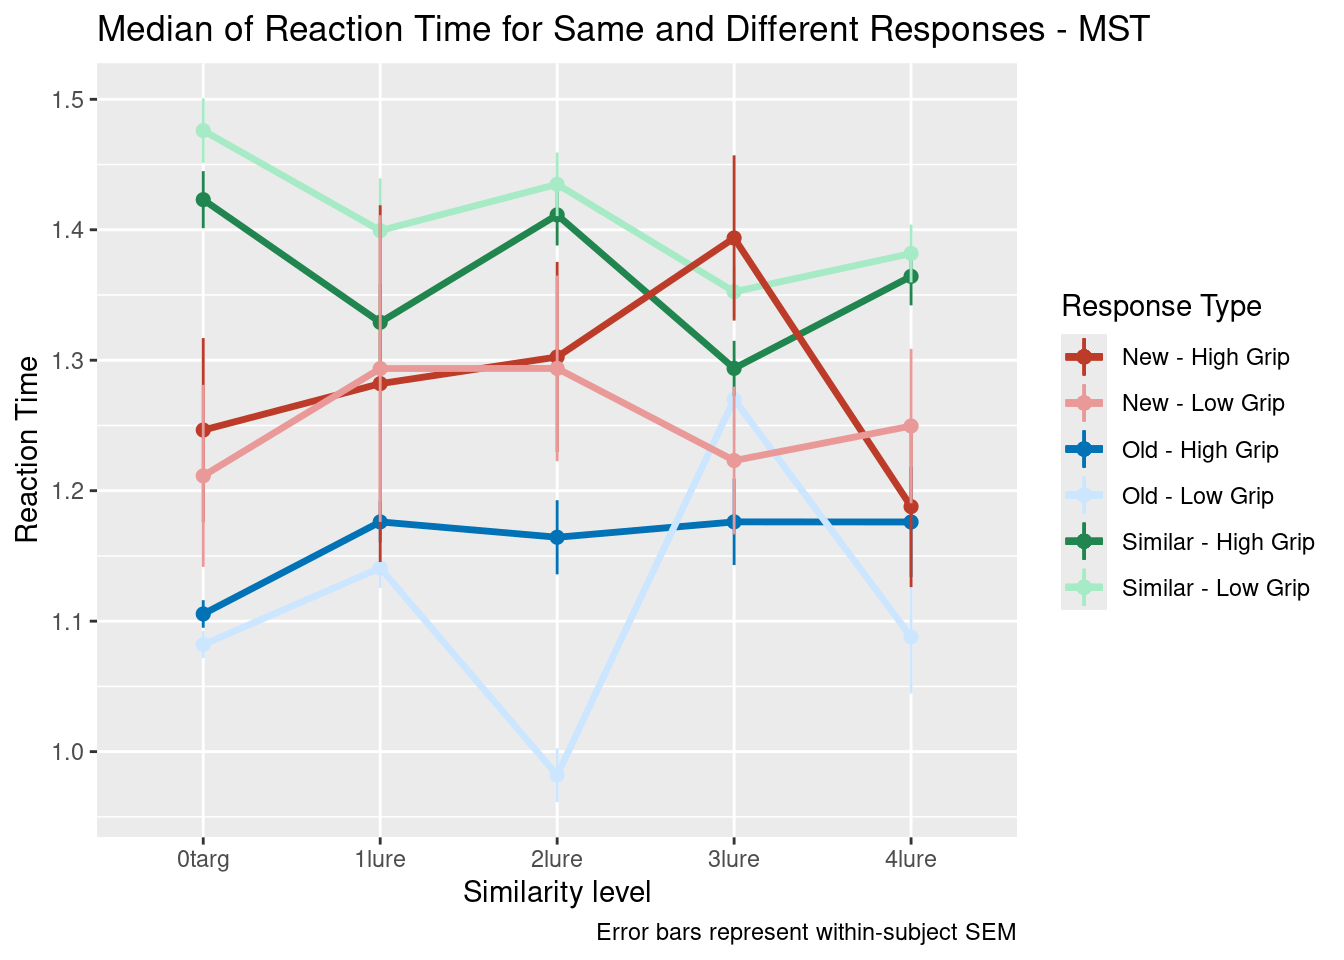 Median of Reaction Time for Same and Different Responses - MST
Reaction Time
1.5
1.4
1.3
1.2
1.1
1.0
0targ
1lure
2lure
3lure
4lure
Similarity level
Error bars represent within-subject SEM
Response Type
New - High Grip
New - Low Grip
Old - High Grip
Old - Low Grip
Similar - High Grip
Similar - Low Grip